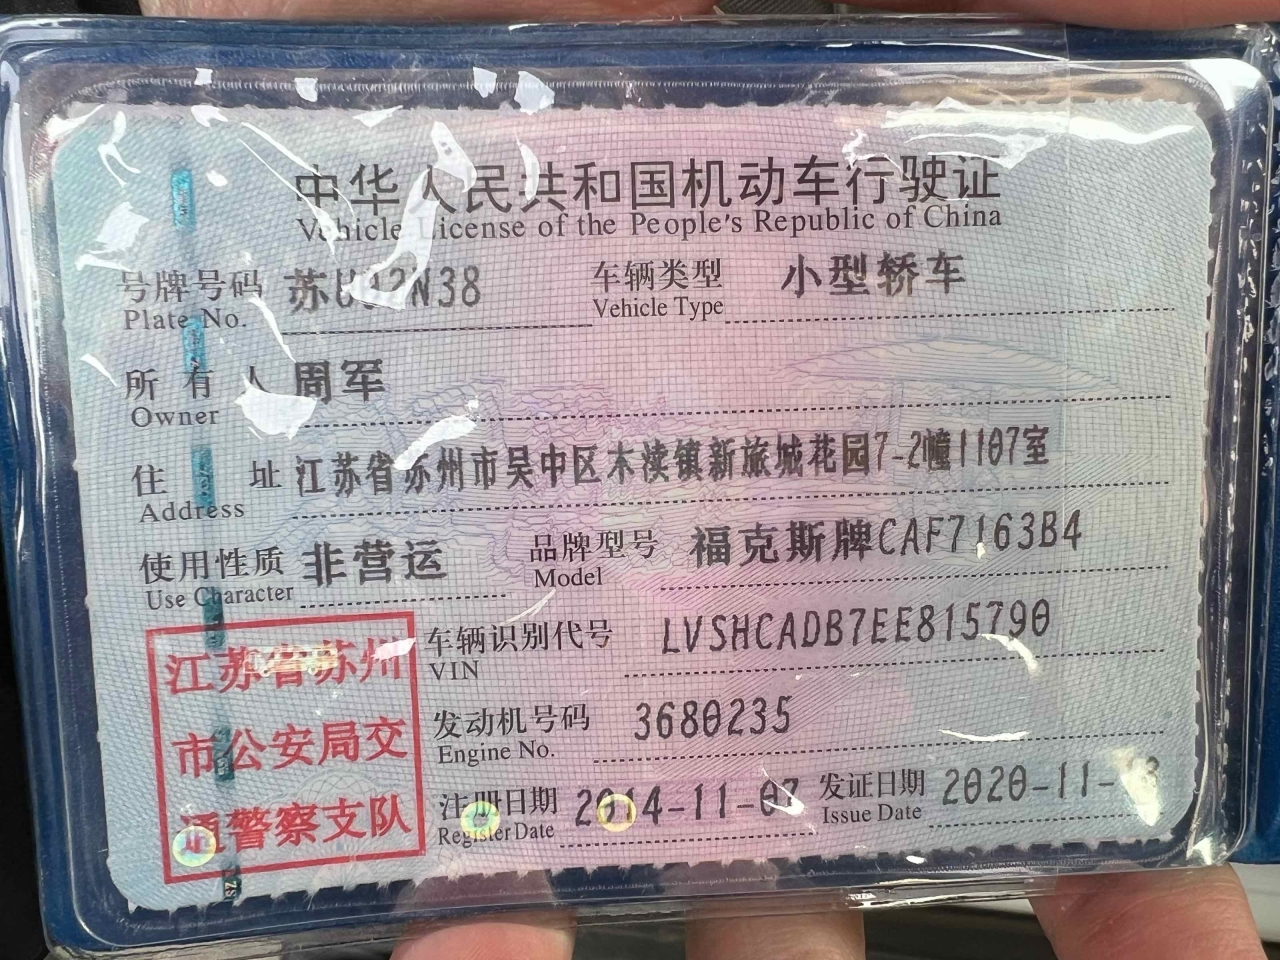 中华人民共和国机动车行驶证
Vehicle License of the People's Republic of China
号牌号码 车辆类型 小型轿车
Plate No. Vehicle Type
所有人 周军
Owner
住址 江苏省苏州市吴中区木渎镇新旅城花园7-2幢1107室
Address
使用性质 非营运 品牌型号 福克斯牌CAF7163B4
Use Character Model
江苏省苏州
市公安局交
通警察支队
车辆识别代号 LVSHCADB7EE815790
VIN
发动机号码 3680235
Engine No.
注册日期 2014-11-07 发证日期
Register Date Issue Date